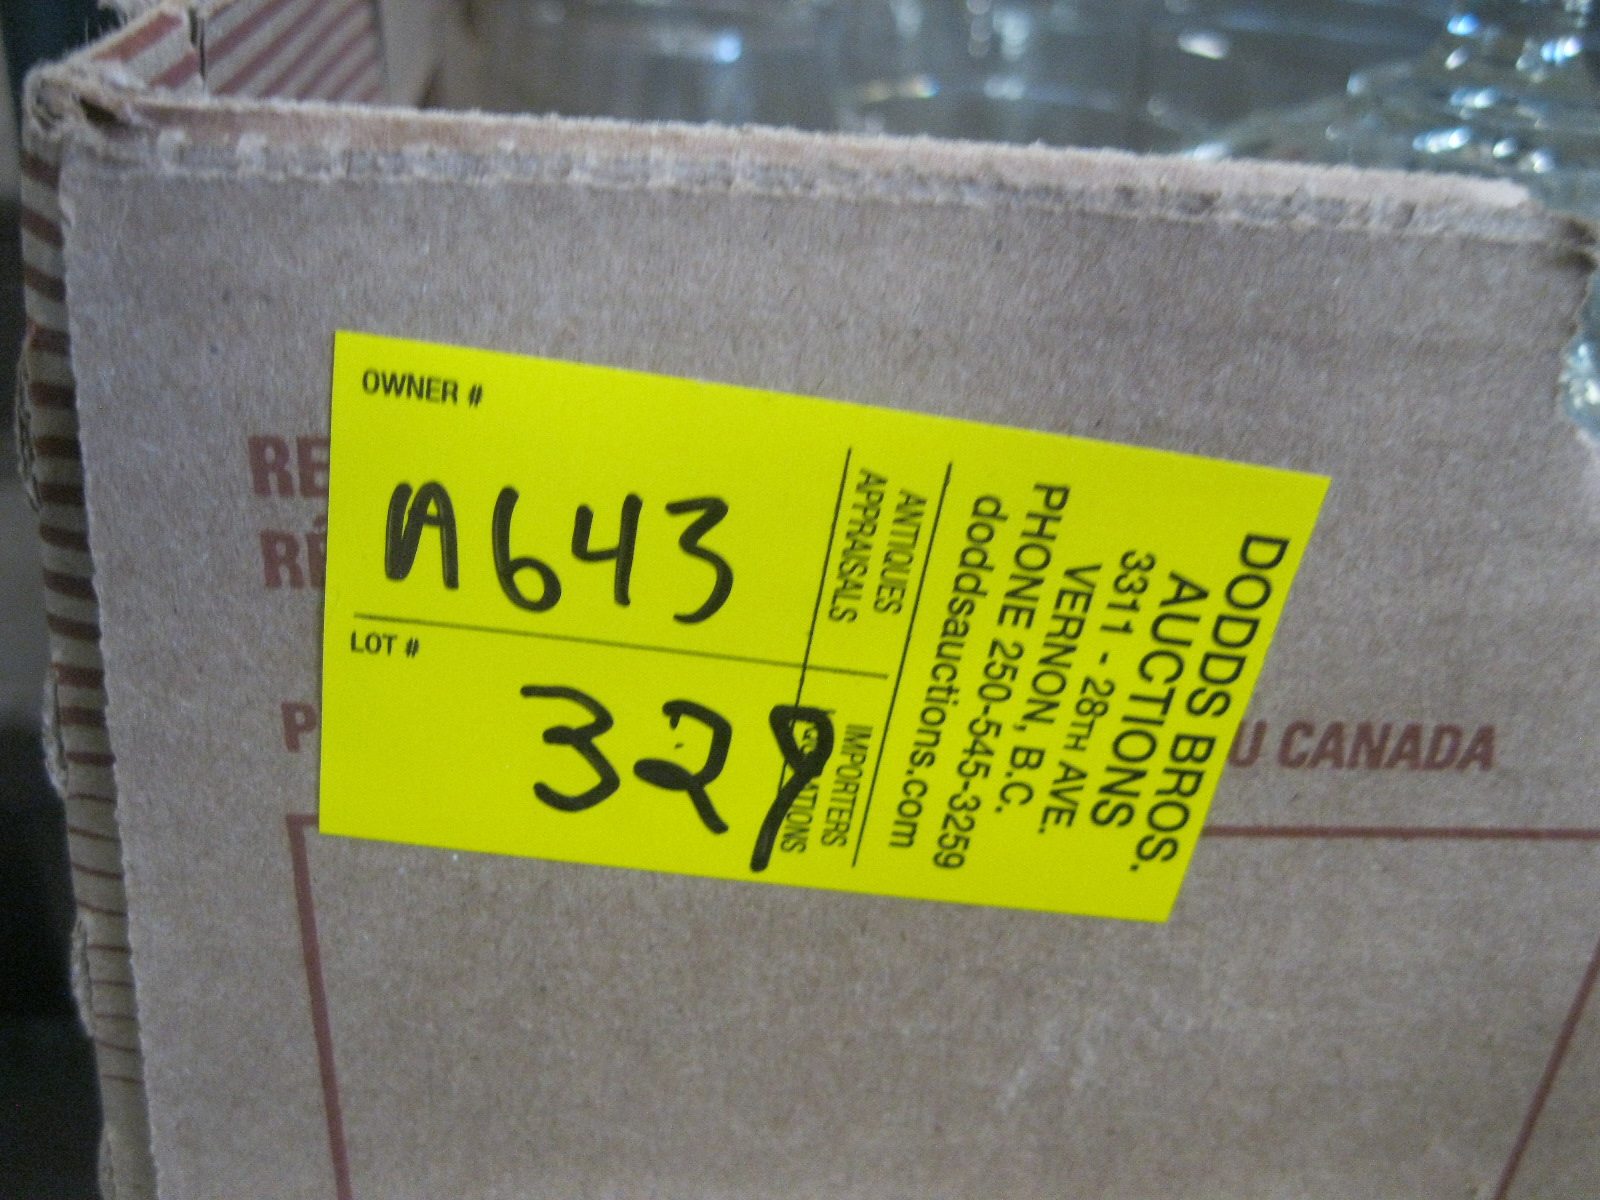 OWNER #
A643
LOT #
329
ANTIQUES
APPRAISALS
IMPORTERS
DODDS BROS.
AUCTIONS
3311 - 28TH AVE.
VERNON, B.C.
PHONE 250-545-3259
doddsauctions.com
RE
RÉ
P
U CANADA